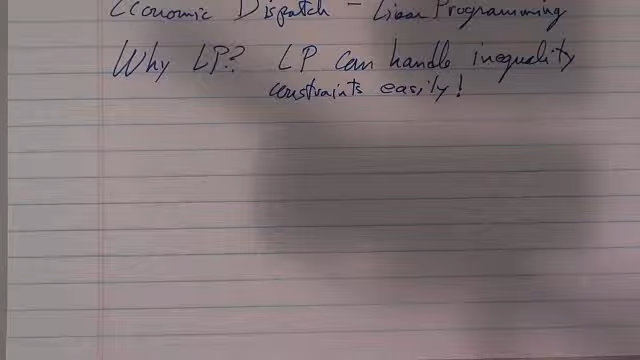 Economic Dispatch - Linear Programming
Why LP? LP can handle inequality
constraints easily!